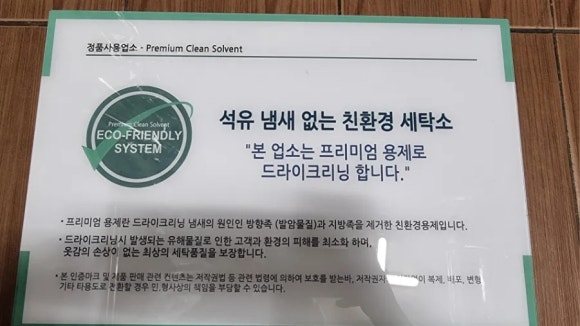 정품사용업소 - Premium Clean Solvent
Premium Clean Solvent
ECO-FRIENDLY
SYSTEM
석유 냄새 없는 친환경 세탁소
"본 업소는 프리미엄 용제로
드라이크리닝 합니다."
· 프리미엄 용제란 드라이크리닝 냄새의 원인인 방향족 (발암물질)과 지방족을 제거한 친환경용제입니다.
· 드라이크리닝시 발생되는 유해물질로 인한 고객과 환경의 피해를 최소화 하며,
옷감의 손상이 없는 최상의 세탁품질을 보장합니다.
· 본 인증마크 및 제품 판매 관련 컨텐츠는 저작권법 등 관련 법령에 의하여 보호를 받는바, 저작권자 복제, 배포, 변형
기타 타용도로 전환할 경우 민.형사상의 책임을 부담할 수 있습니다.